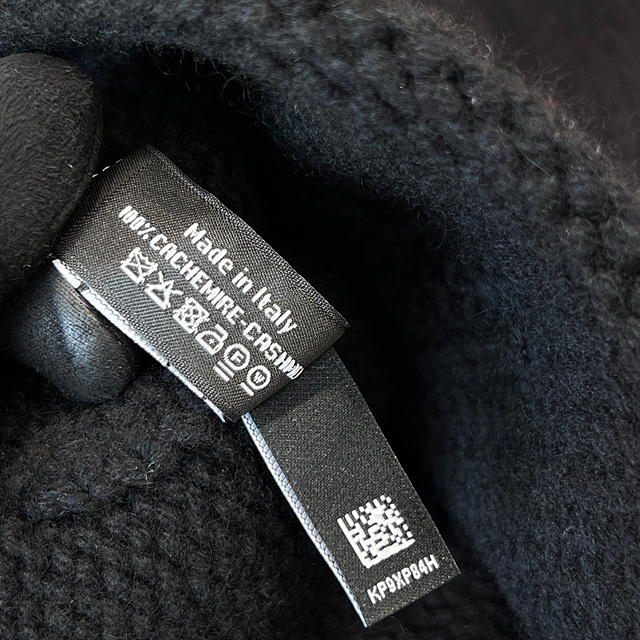 Made in Italy
100% CACHEMIRE-CASHM
KP9XP84H